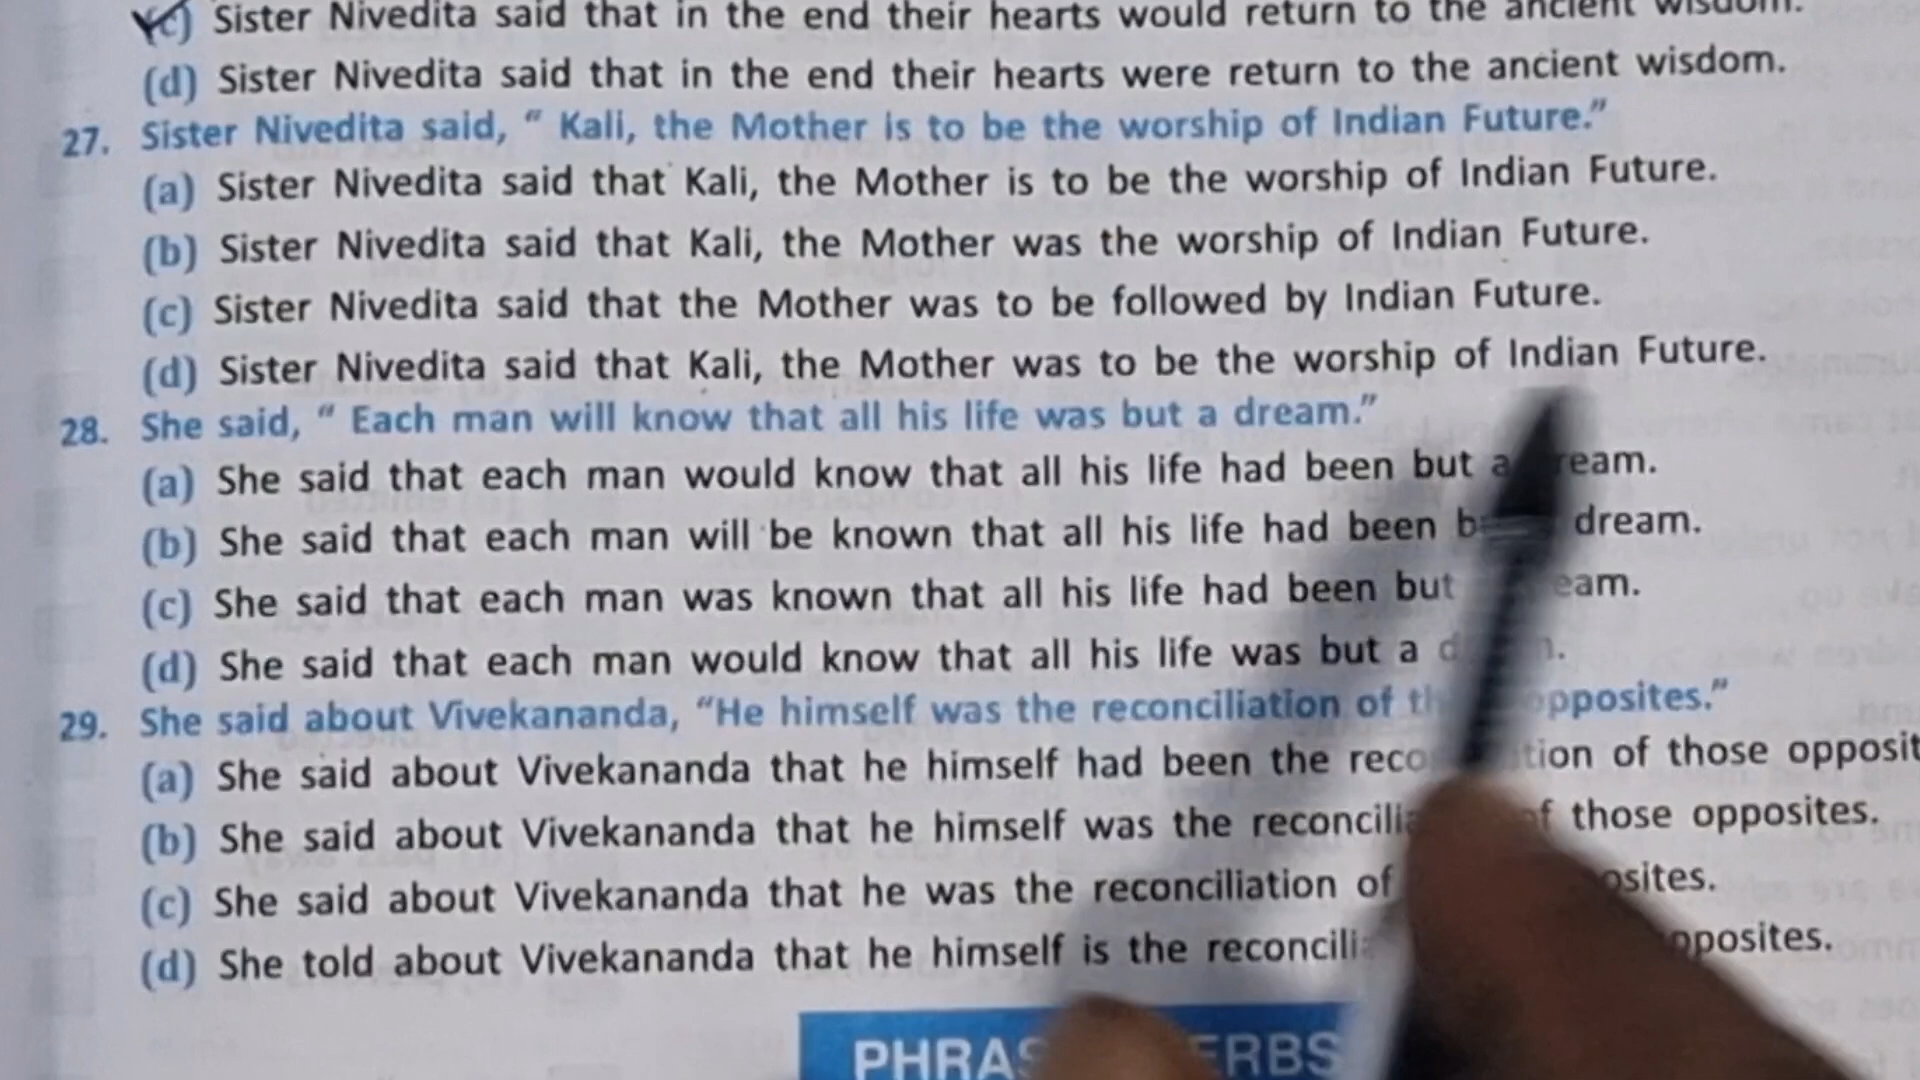 (c) Sister Nivedita said that in the end their hearts would return to the ancient wisdom.
(d) Sister Nivedita said that in the end their hearts were return to the ancient wisdom.
27. Sister Nivedita said, “ Kali, the Mother is to be the worship of Indian Future.”
(a) Sister Nivedita said that Kali, the Mother is to be the worship of Indian Future.
(b) Sister Nivedita said that Kali, the Mother was the worship of Indian Future.
(c) Sister Nivedita said that the Mother was to be followed by Indian Future.
(d) Sister Nivedita said that Kali, the Mother was to be the worship of Indian Future.
28. She said, “ Each man will know that all his life was but a dream.”
(a) She said that each man would know that all his life had been but a
(b) She said that each man will be known that all his life had been dream.
(c) She said that each man was known that all his life had been but
(d) She said that each man would know that all his life was but a
29. She said about Vivekananda, “He himself was the reconciliation of opposites.”
(a) She said about Vivekananda that he himself had been the of those
(b) She said about Vivekananda that he himself was the of those opposites.
(c) She said about Vivekananda that he was the reconciliation of
(d) She told about Vivekananda that he himself is the opposites.